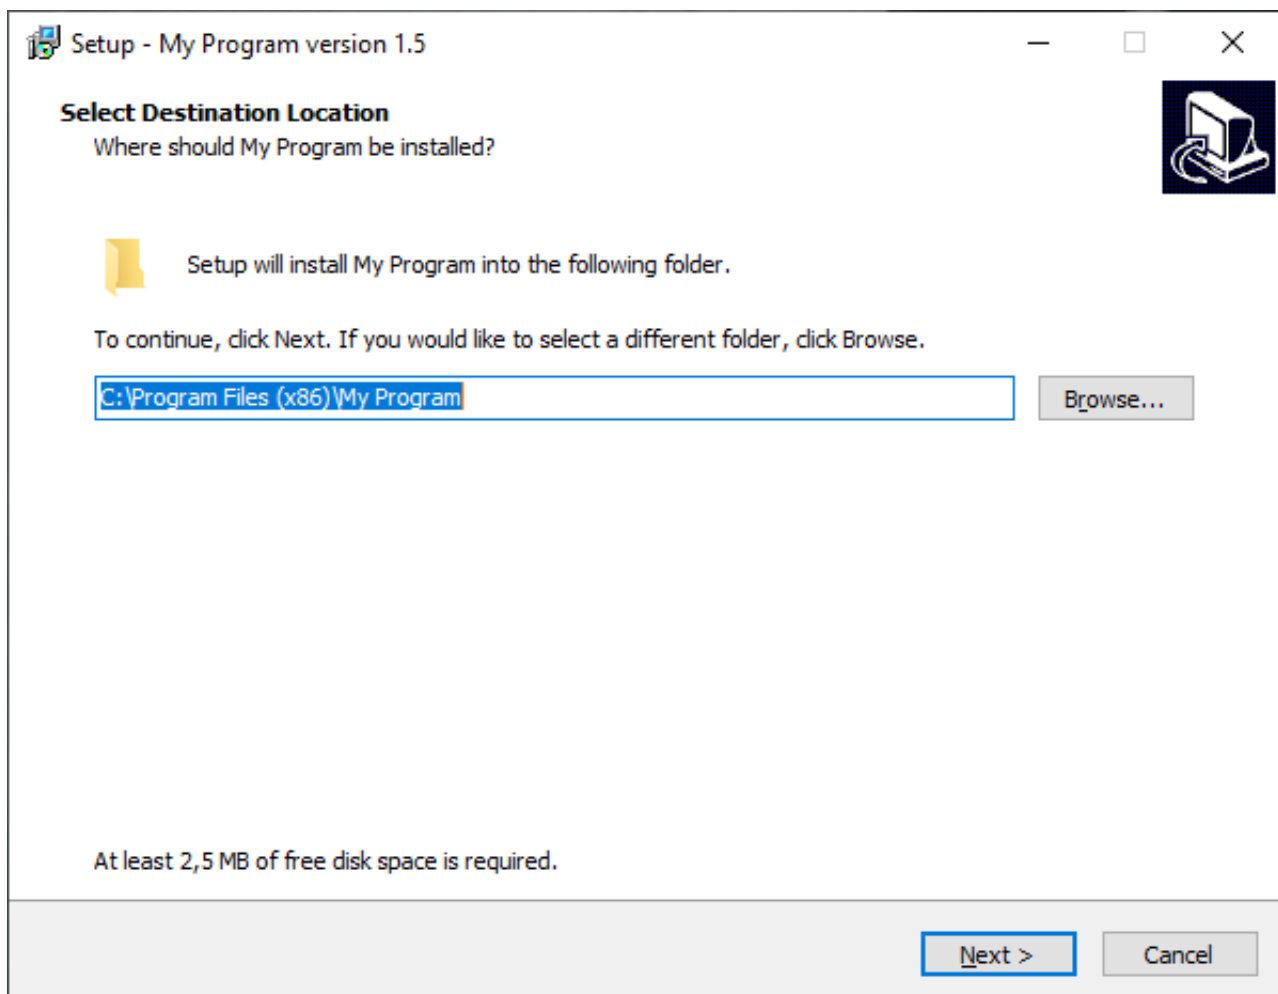 Setup - My Program version 1.5
Select Destination Location
Where should My Program be installed?
Setup will install My Program into the following folder.
To continue, click Next. If you would like to select a different folder, click Browse.
C:\Program Files (x86)\My Program
Browse...
At least 2,5 MB of free disk space is required.
Next >
Cancel